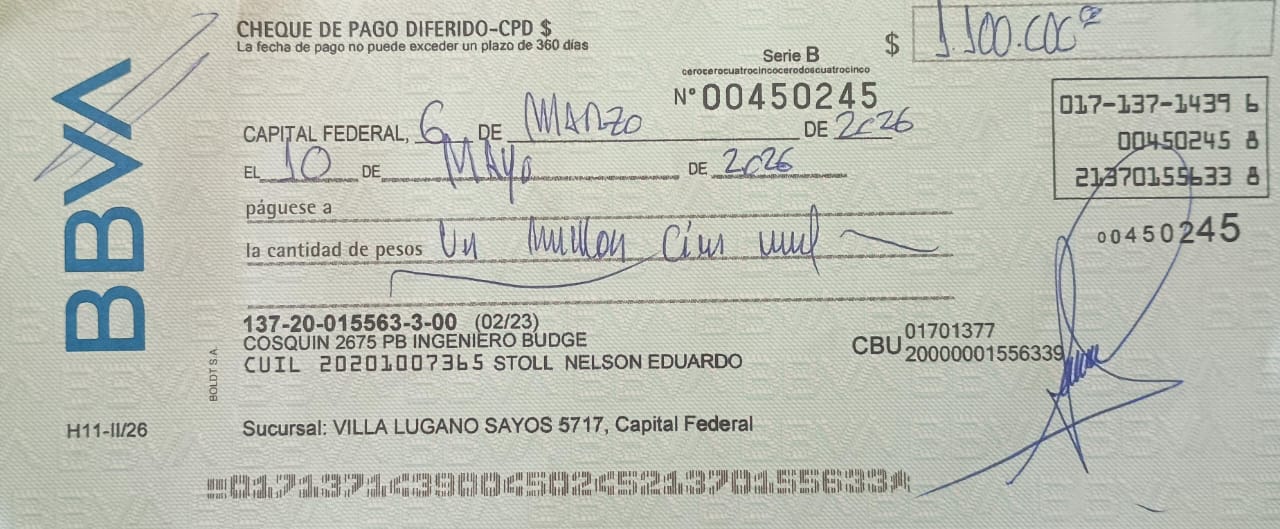 BBVA
CHEQUE DE PAGO DIFERIDO-CPD $
La fecha de pago no puede exceder un plazo de 360 días
$ 1.100.000
Serie B
cerocerocuatrocincocerodoscuatrocinco
N° 00450245
017-137-1439 6
00450245 8
21370155633 8
00450245
CAPITAL FEDERAL, 6 DE MARZO DE 2026
EL 10 DE MAYO DE 2026
páguese a
la cantidad de pesos Un millon Cien mil
137-20-015563-3-00 (02/23)
COSQUIN 2675 PB INGENIERO BUDGE
CUIL 20201007365 STOLL NELSON EDUARDO
CBU 01701377
20000001556339
BOLDT S.A.
H11-II/26
Sucursal: VILLA LUGANO SAYOS 5717, Capital Federal
01713714390045024521370155633